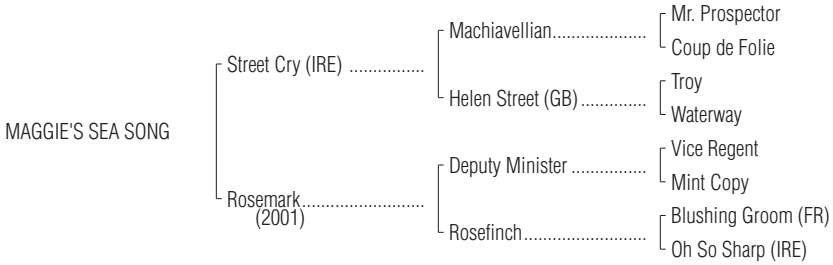 Mr. Prospector
Machiavellian....................
Coup de Folie
Street Cry (IRE) ................
Troy
Helen Street (GB) ..............
Waterway
MAGGIE'S SEA SONG
Vice Regent
Deputy Minister ................
Mint Copy
Rosemark..........................
(2001)
Blushing Groom (FR)
Rosefinch..........................
Oh So Sharp (IRE)